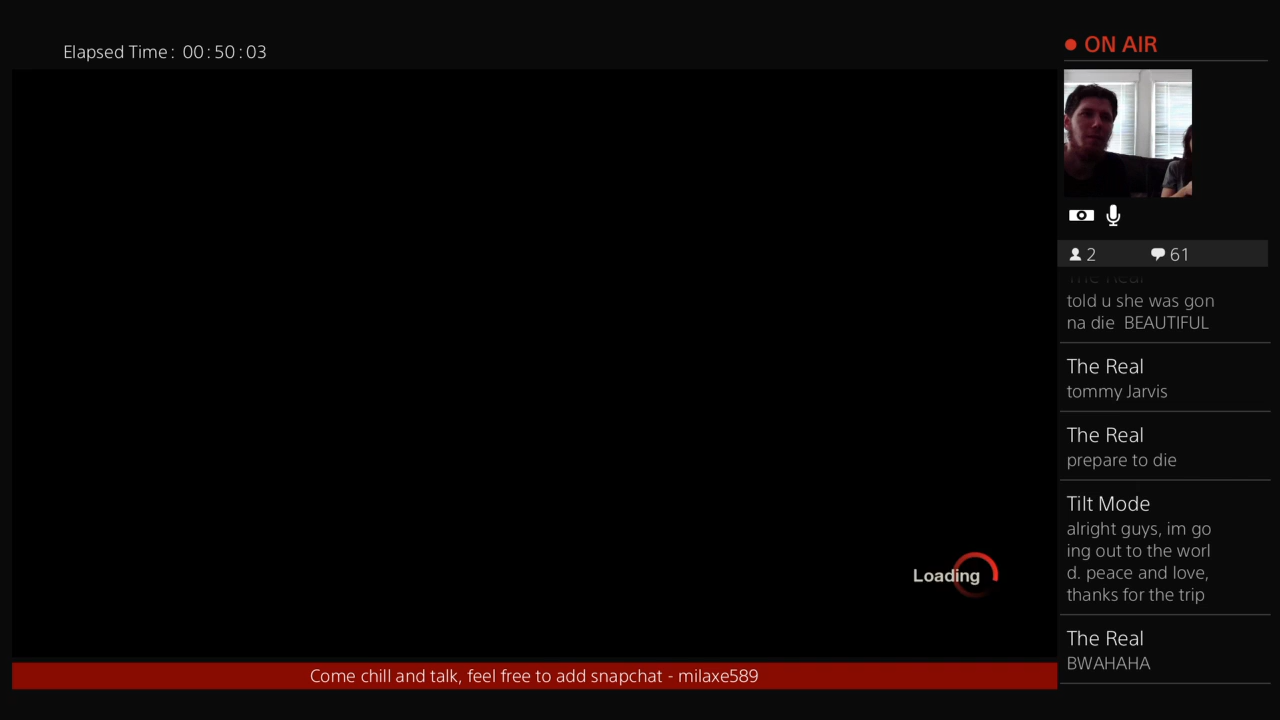 Elapsed Time: 00:50:03
ON AIR
2 61
The Real
told u she was gon
na die BEAUTIFUL
The Real
tommy Jarvis
The Real
prepare to die
Tilt Mode
alright guys, im go
ing out to the worl
d. peace and love,
thanks for the trip
The Real
BWAHAHA
Loading
Come chill and talk, feel free to add snapchat - milaxe589